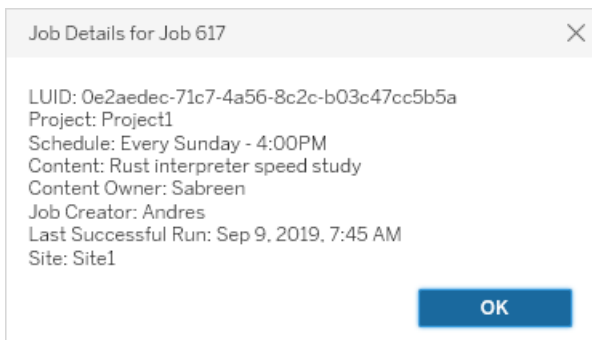 Job Details for Job 617
LUID: 0e2aedec-71c7-4a56-8c2c-b03c47cc5b5a
Project: Project1
Schedule: Every Sunday - 4:00PM
Content: Rust interpreter speed study
Content Owner: Sabreen
Job Creator: Andres
Last Successful Run: Sep 9, 2019, 7:45 AM
Site: Site1
OK